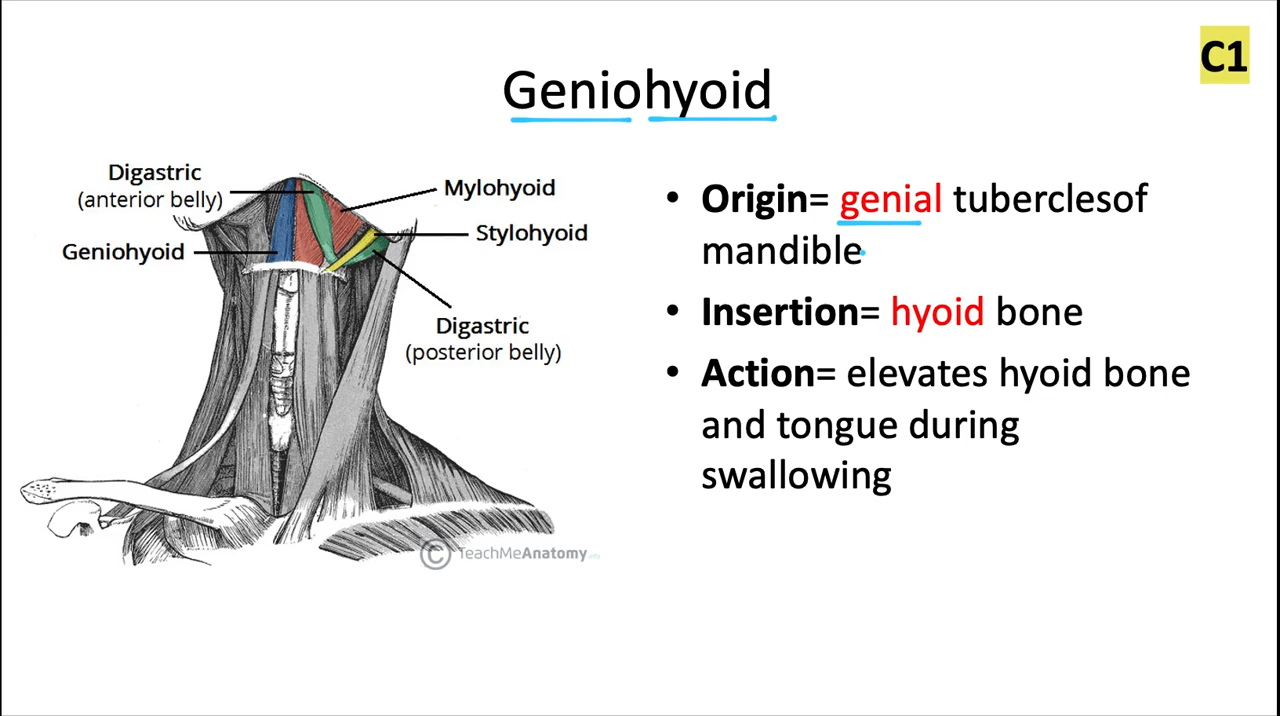 C1
Geniohyoid
Digastric
(anterior belly)
Mylohyoid
Stylohyoid
Geniohyoid
Digastric
(posterior belly)
© TeachMeAnatomy
• Origin= genial tuberclesof
mandible
• Insertion= hyoid bone
• Action= elevates hyoid bone
and tongue during
swallowing